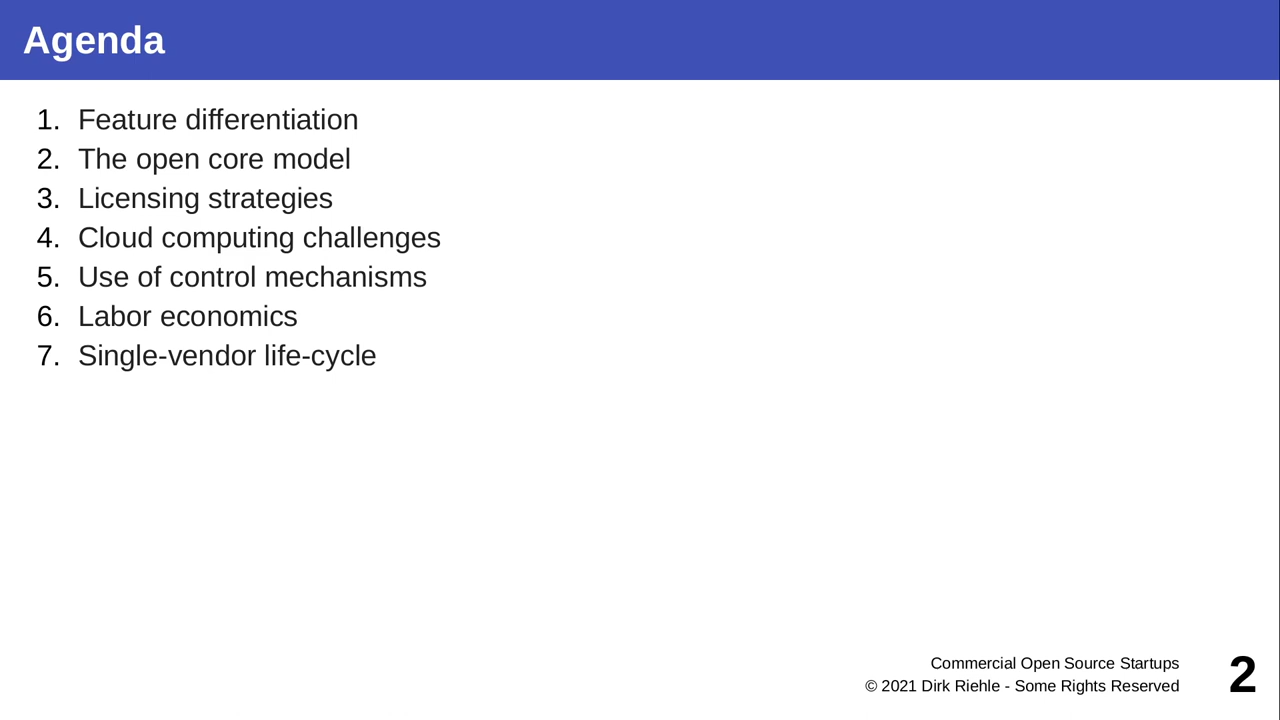 Agenda
1. Feature differentiation
2. The open core model
3. Licensing strategies
4. Cloud computing challenges
5. Use of control mechanisms
6. Labor economics
7. Single-vendor life-cycle
Commercial Open Source Startups
© 2021 Dirk Riehle - Some Rights Reserved
2